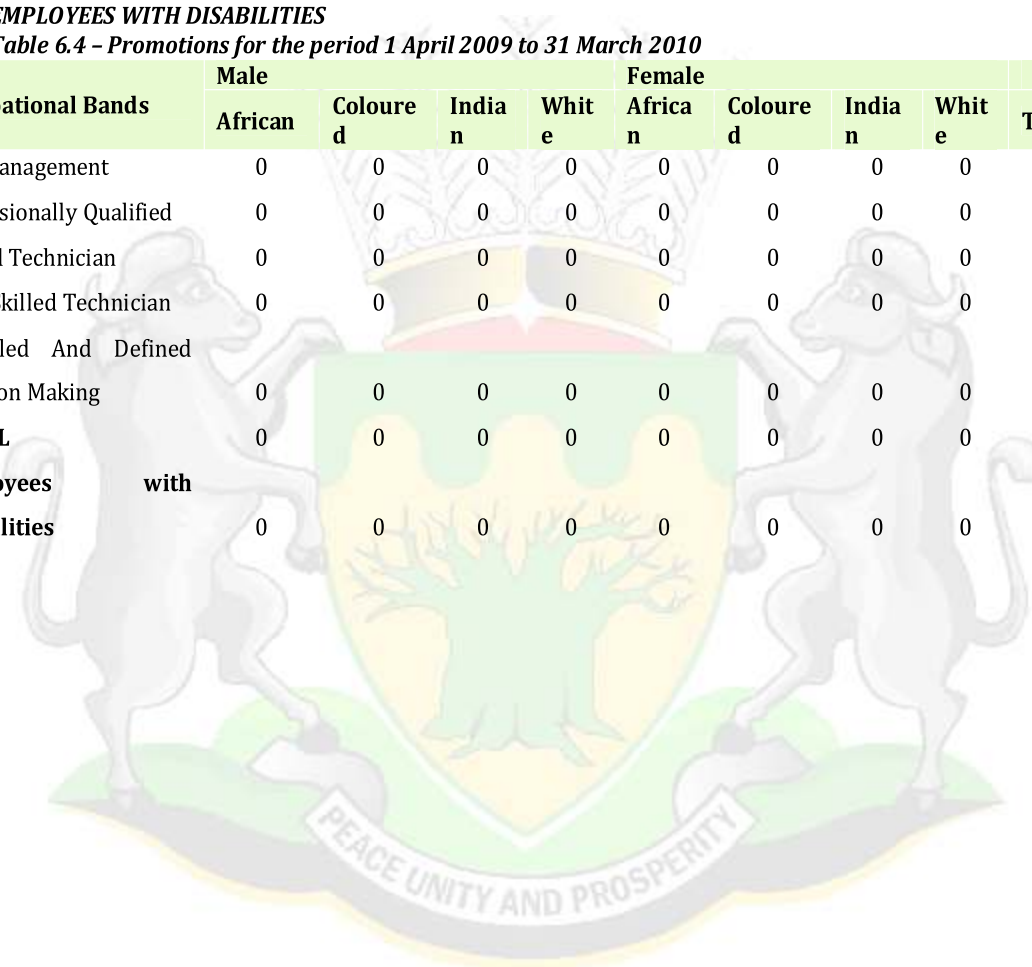 EMPLOYEES WITH DISABILITIES
Table 6.4 – Promotions for the period 1 April 2009 to 31 March 2010
Male Female
ational Bands African Coloure d India n Whit e Africa n Coloure d India n Whit e T
anagement 0 0 0 0 0 0 0 0
sionally Qualified 0 0 0 0 0 0 0 0
l Technician 0 0 0 0 0 0 0 0
killed Technician 0 0 0 0 0 0 0 0
led And Defined
on Making 0 0 0 0 0 0 0 0
L 0 0 0 0 0 0 0 0
oyees with
lities 0 0 0 0 0 0 0 0
PEACE UNITY AND PROSPERITY